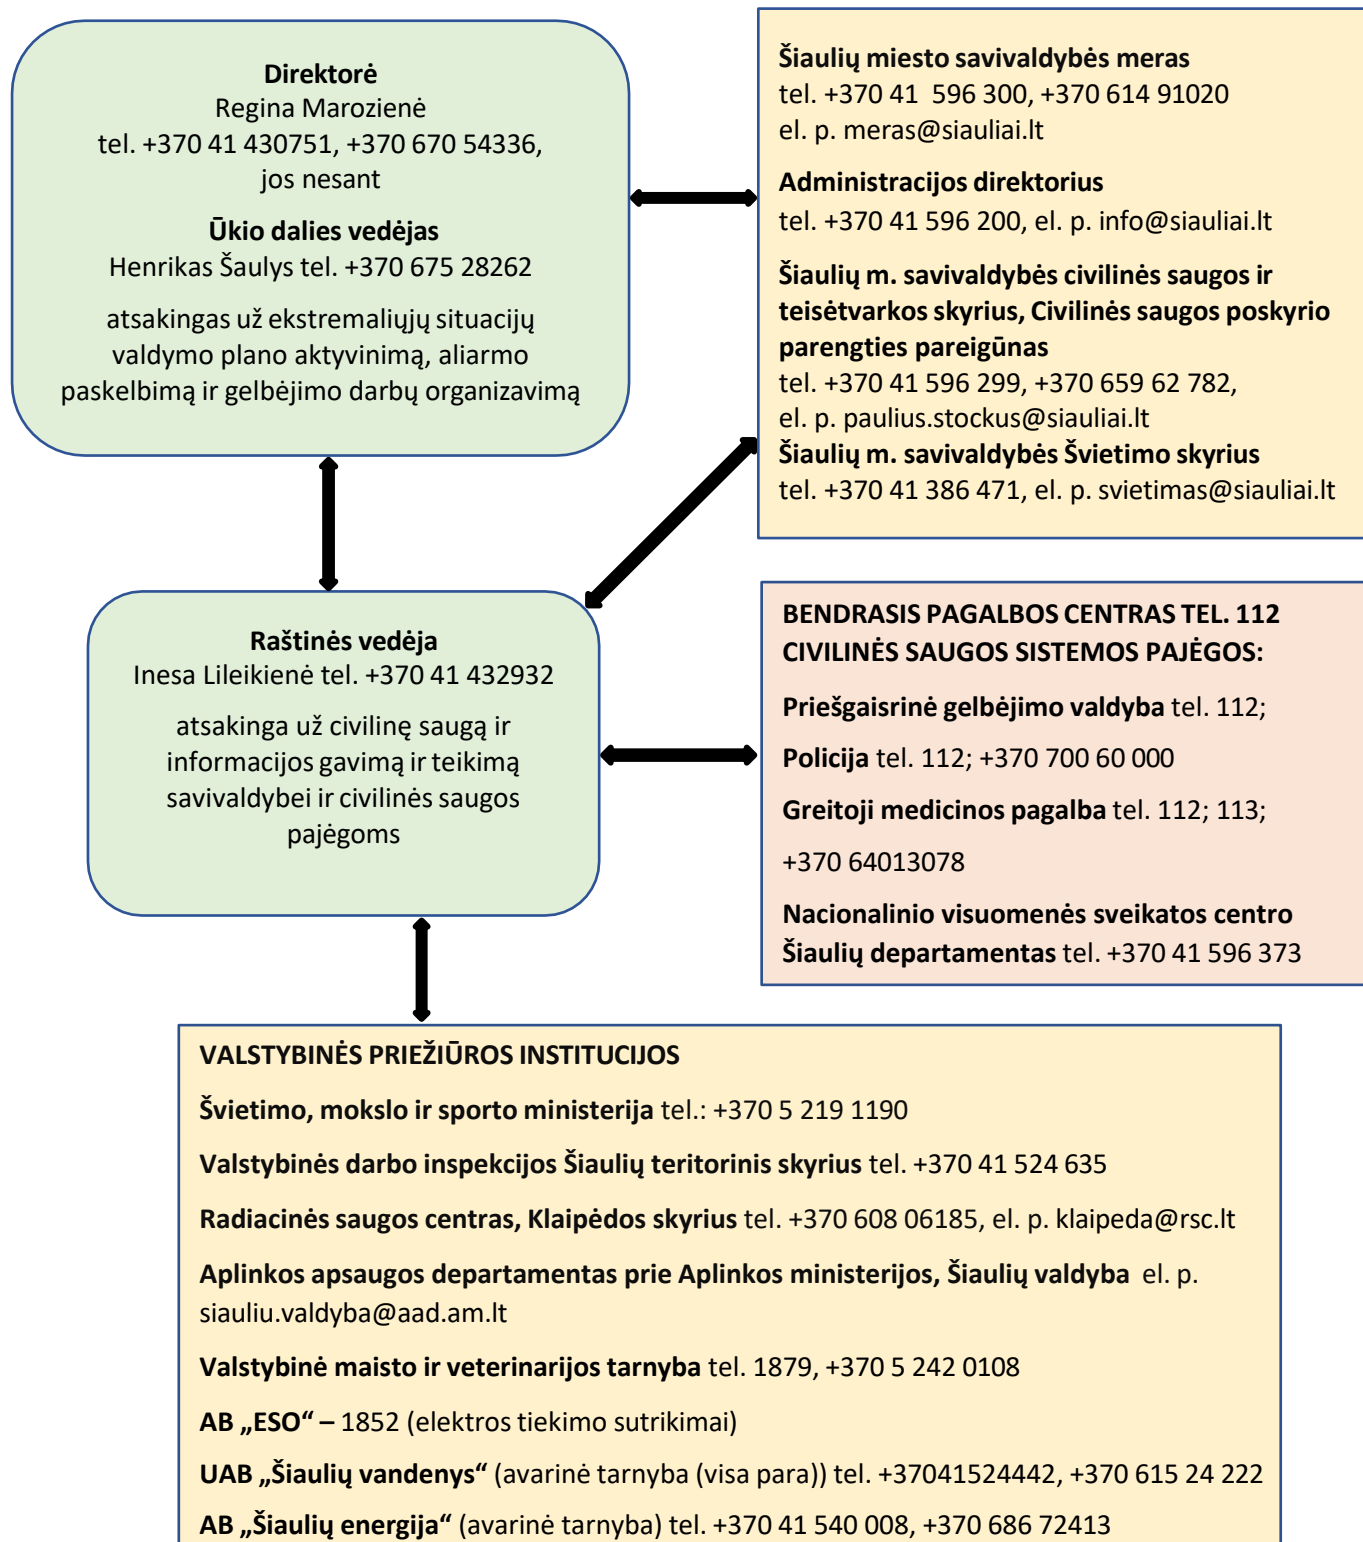 Direktorė
Regina Marozienė
tel. +370 41 430751, +370 670 54336,
jos nesant
Ūkio dalies vedėjas
Henrikas Šaulys tel. +370 675 28262
atsakingas už ekstremaliųjų situacijų
valdymo plano aktyvinimą, aliarmo
paskelbimą ir gelbėjimo darbų organizavimą
Šiaulių miesto savivaldybės meras
tel. +370 41  596 300, +370 614 91020
el. p. meras@siauliai.lt
Administracijos direktorius
tel. +370 41 596 200, el. p. info@siauliai.lt
Šiaulių m. savivaldybės civilinės saugos ir
teisėtvarkos skyrius, Civilinės saugos poskyrio
parengties pareigūnas
tel. +370 41 596 299, +370 659 62 782,
el. p. paulius.stockus@siauliai.lt
Šiaulių m. savivaldybės Švietimo skyrius
tel. +370 41 386 471, el. p. svietimas@siauliai.lt
Raštinės vedėja
Inesa Lileikienė tel. +370 41 432932
atsakinga už civilinę saugą ir
informacijos gavimą ir teikimą
savivaldybei ir civilinės saugos
pajėgoms
BENDRASIS PAGALBOS CENTRAS TEL. 112
CIVILINĖS SAUGOS SISTEMOS PAJĖGOS:
Priešgaisrinė gelbėjimo valdyba tel. 112;
Policija tel. 112; +370 700 60 000
Greitoji medicinos pagalba tel. 112; 113;
+370 64013078
Nacionalinio visuomenės sveikatos centro
Šiaulių departamentas tel. +370 41 596 373
VALSTYBINĖS PRIEŽIŪROS INSTITUCIJOS
Švietimo, mokslo ir sporto ministerija tel.: +370 5 219 1190
Valstybinės darbo inspekcijos Šiaulių teritorinis skyrius tel. +370 41 524 635
Radiacinės saugos centras, Klaipėdos skyrius tel. +370 608 06185, el. p. klaipeda@rsc.lt
Aplinkos apsaugos departamentas prie Aplinkos ministerijos, Šiaulių valdyba  el. p.
siauliu.valdyba@aad.am.lt
Valstybinė maisto ir veterinarijos tarnyba tel. 1879, +370 5 242 0108
AB „ESO“ – 1852 (elektros tiekimo sutrikimai)
UAB „Šiaulių vandenys“ (avarinė tarnyba (visa para)) tel. +37041524442, +370 615 24 222
AB „Šiaulių energija“ (avarinė tarnyba) tel. +370 41 540 008, +370 686 72413